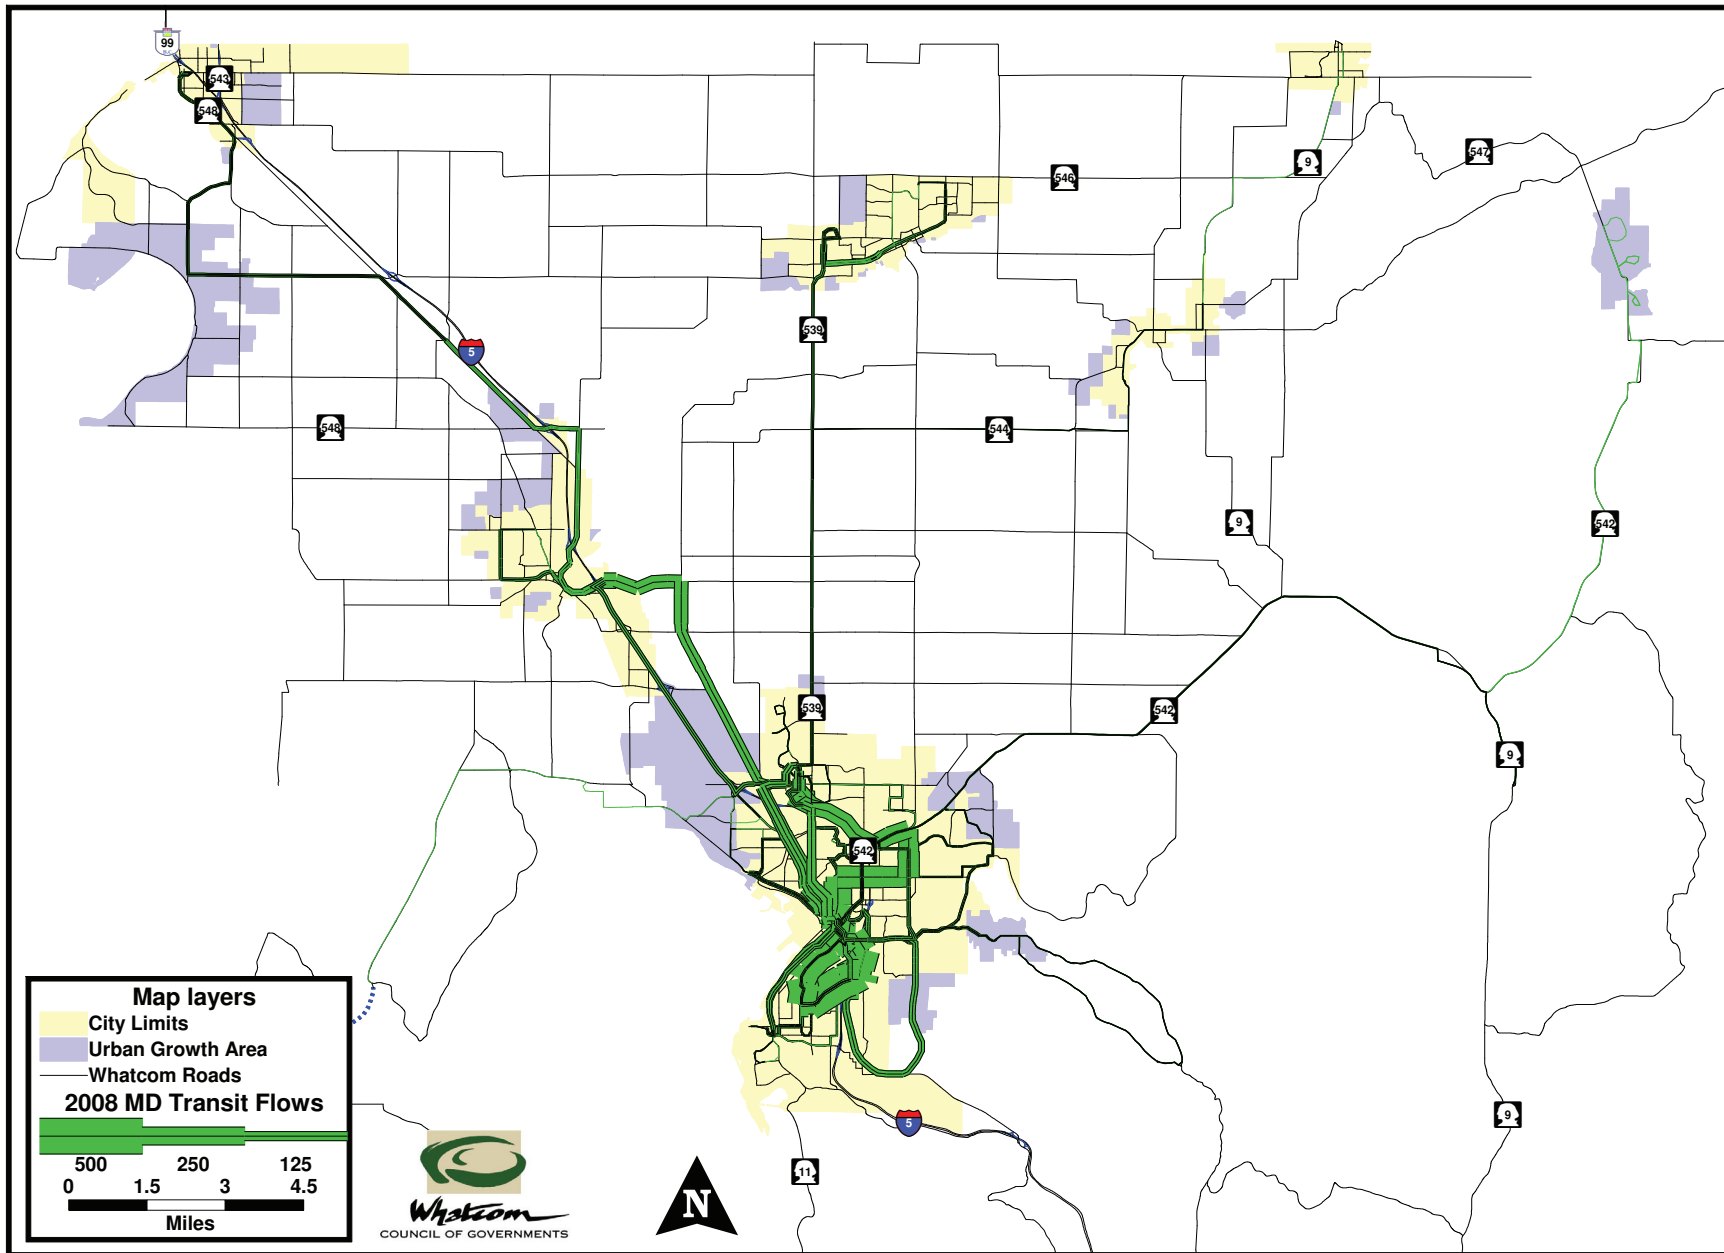 99
B.C.
543
548
9
547
546
539
5
548
544
9
542
539
542
9
542
Map layers
City Limits
Urban Growth Area
Whatcom Roads
2008 MD Transit Flows
500 250 125
0 1.5 3 4.5
Miles
Whatcom
COUNCIL OF GOVERNMENTS
N
11
5
9